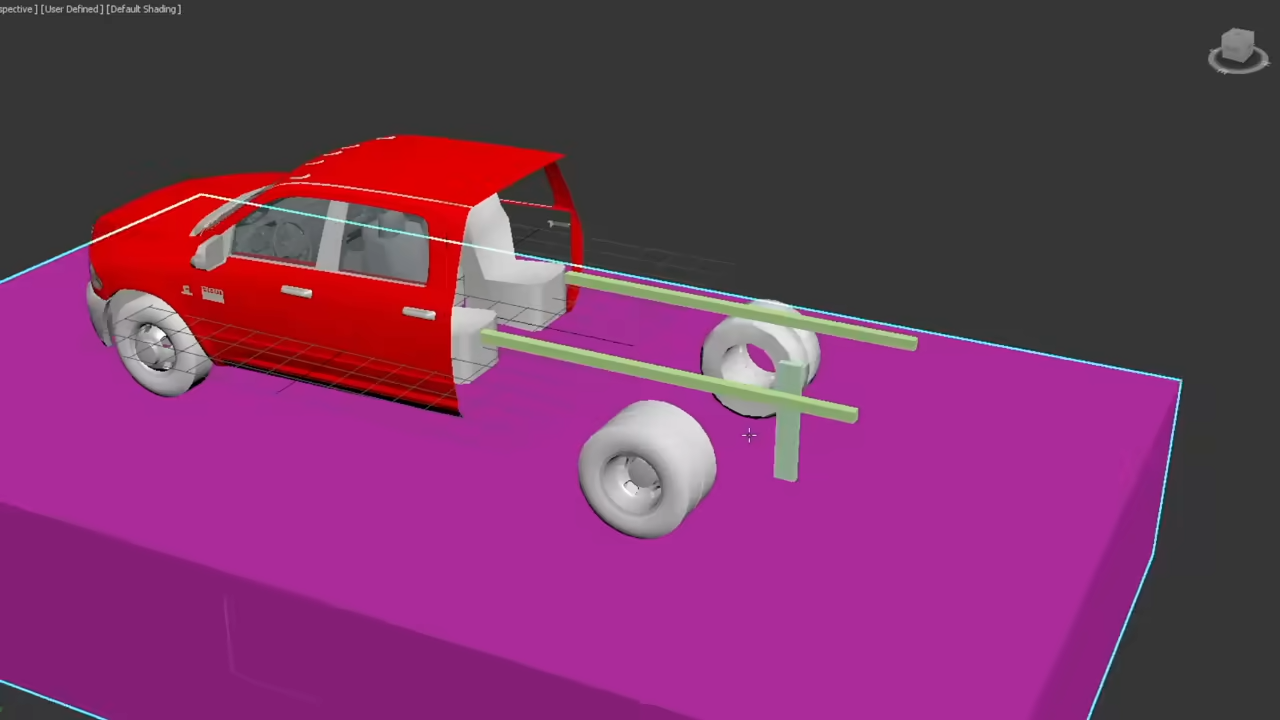 spective ] [User Defined ] [Default Shading ]